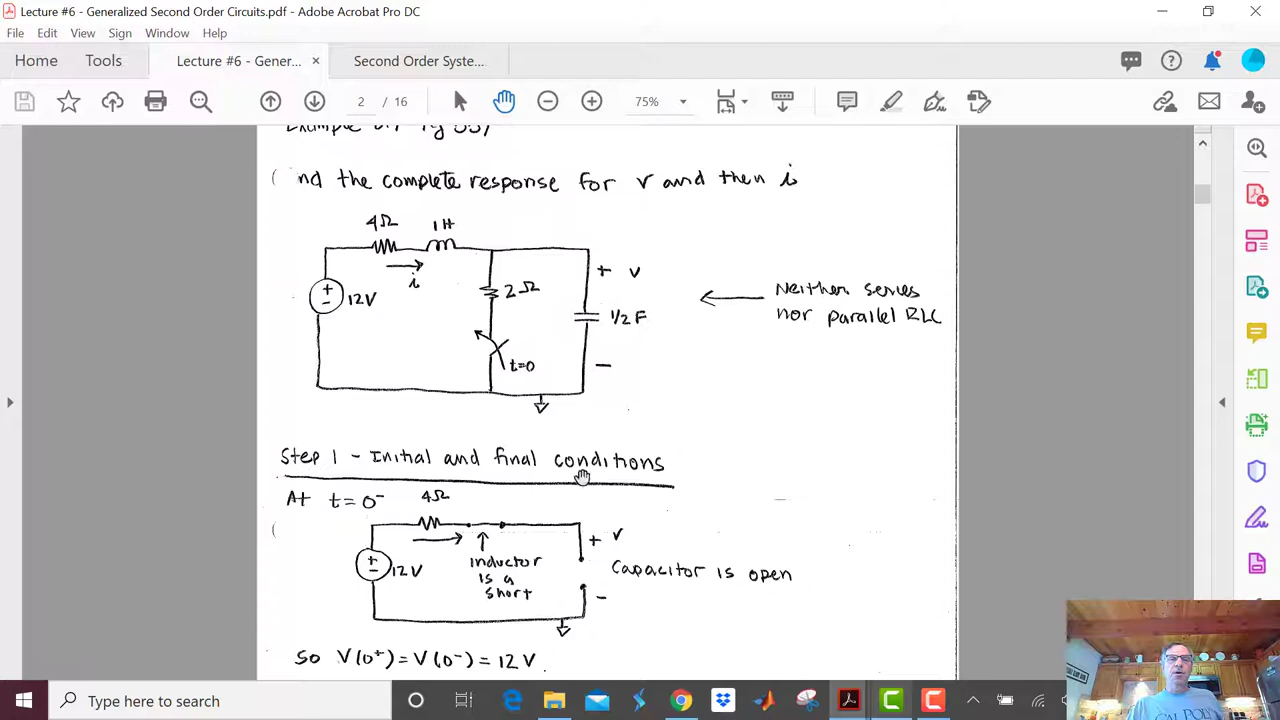 Lecture #6 - Generalized Second Order Circuits.pdf - Adobe Acrobat Pro DC
File Edit View Sign Window Help
Home Tools Lecture #6 - Gener... × Second Order Syste...
2 / 16 75%
nd the complete response for v and then i
4Ω 1H
i
+
-
12V
2Ω
t=0
+ v
1/2 F
-
Neither series
nor parallel RLC
Step 1 - Initial and final conditions
At t=0⁻
4Ω
+
-
12V
inductor
is a
short
+ v
Capacitor is open
-
So V(0⁺)=V(0⁻)=12V.
Type here to search